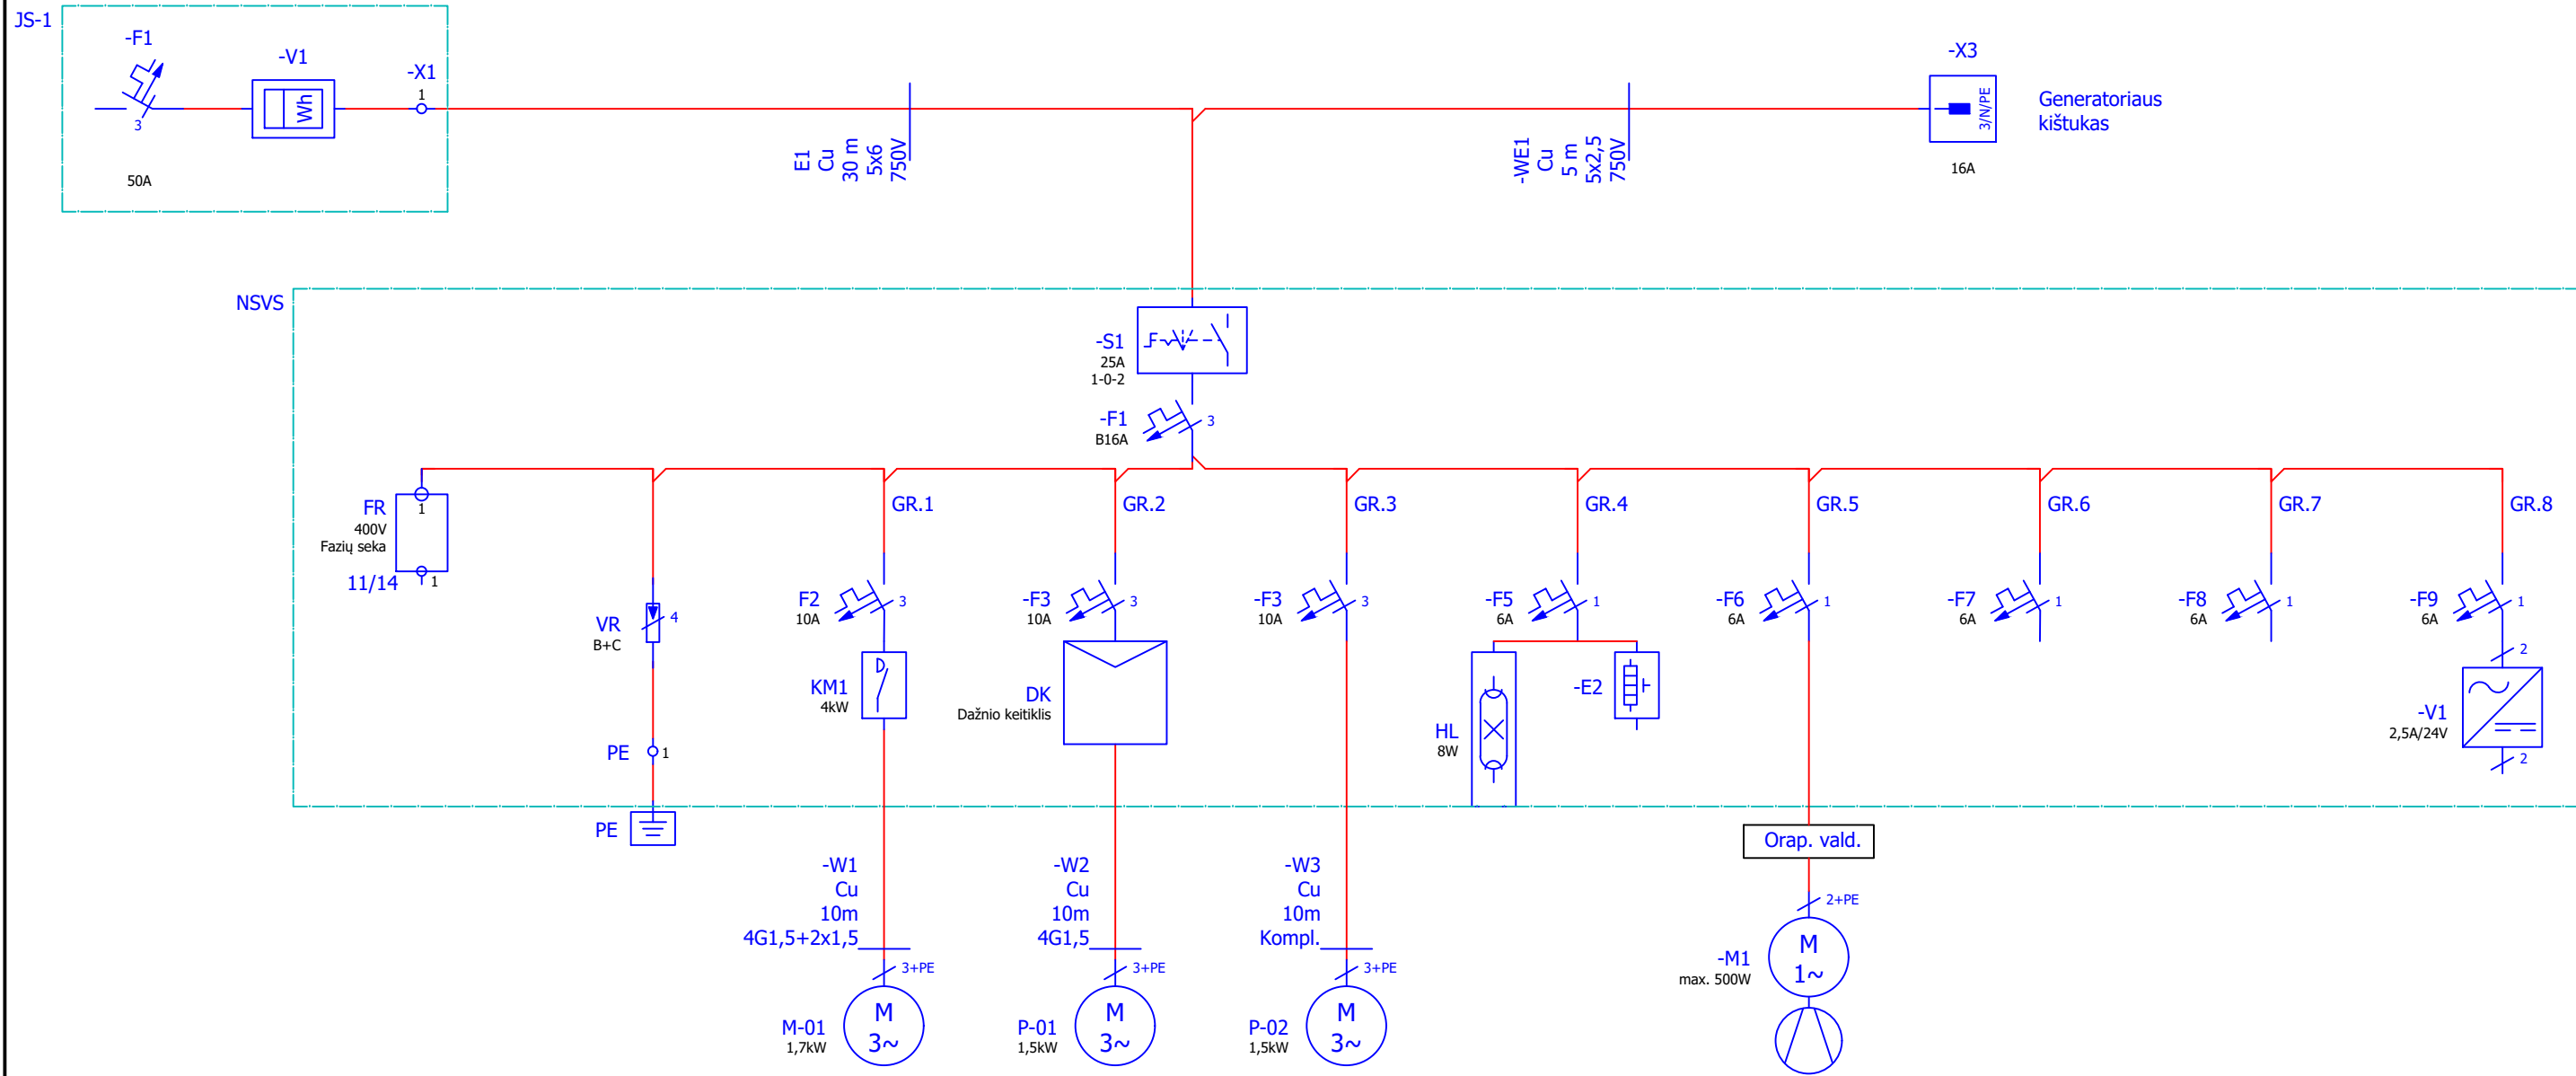 JS-1
-F1
3
50A
-V1
Wh
-X1
1
E1
Cu
30 m
5x6
750V
-WE1
Cu
5 m
5x2,5
750V
-X3
3/N/PE
16A
Generatoriaus
kištukas
NSVS
-S1
25A
1-0-2
-F1
B16A
3
FR
400V
Fazių seka
1
11/14
1
VR
B+C
4
PE
1
PE
GR.1
F2
10A
3
KM1
4kW
D
-W1
Cu
10m
4G1,5+2x1,5
3+PE
M-01
1,7kW
M
3~
GR.2
-F3
10A
3
DK
Dažnio keitiklis
-W2
Cu
10m
4G1,5
3+PE
P-01
1,5kW
M
3~
GR.3
-F3
10A
3
-W3
Cu
10m
Kompl.
3+PE
P-02
1,5kW
M
3~
GR.4
-F5
6A
1
HL
8W
-E2
GR.5
-F6
6A
1
Orap. vald.
2+PE
-M1
max. 500W
M
1~
GR.6
-F7
6A
1
GR.7
-F8
6A
1
GR.8
-F9
6A
1
2
-V1
2,5A/24V
2